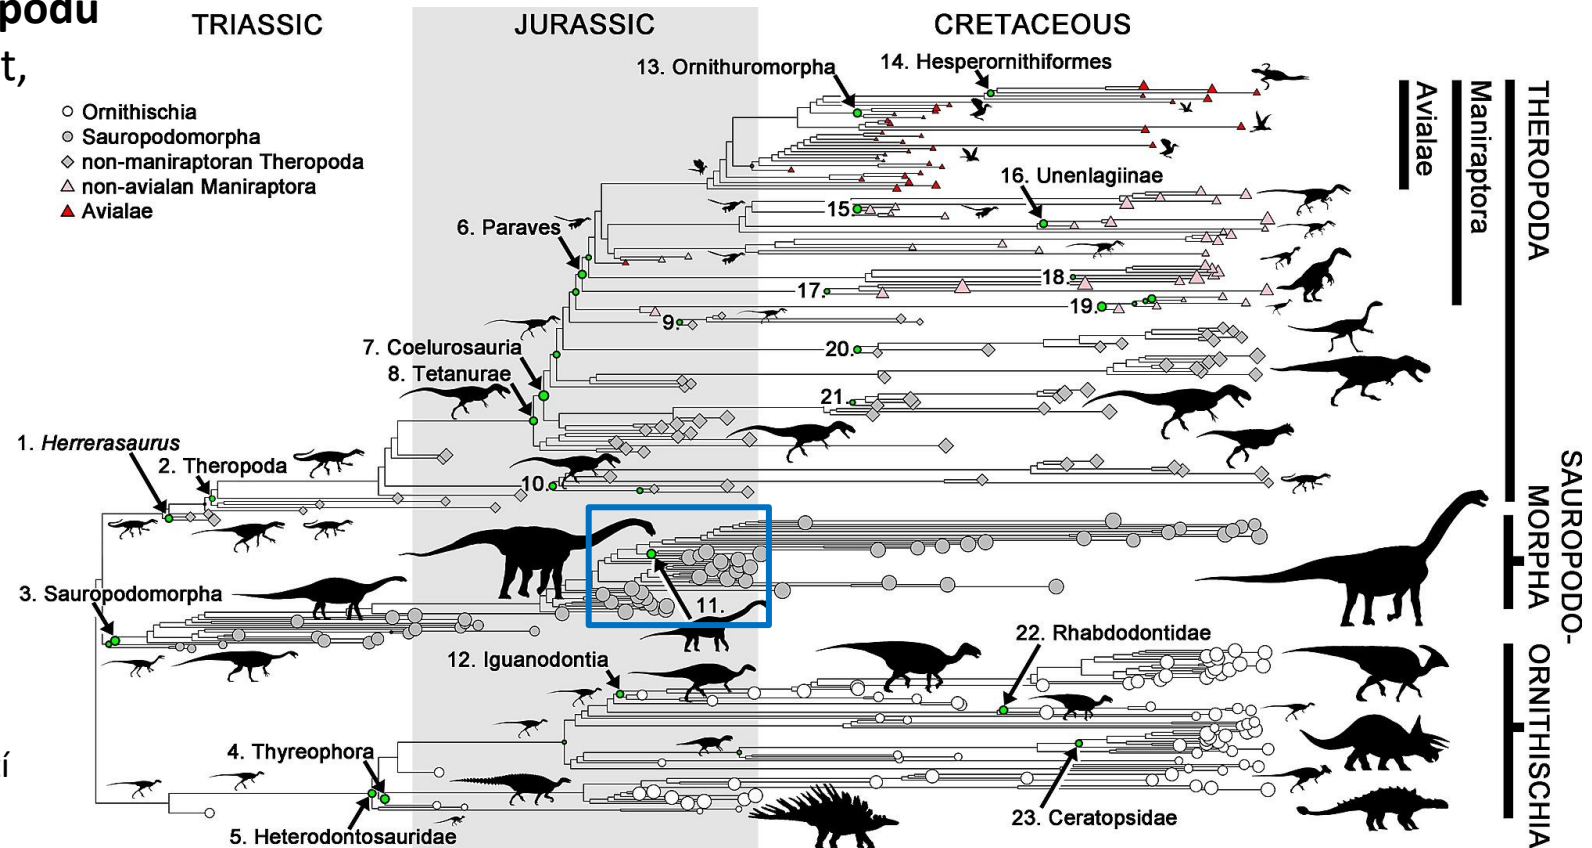 podu
t,
TRIASSIC
JURASSIC
CRETACEOUS
Ornithischia
Sauropodomorpha
non-maniraptoran Theropoda
non-avialan Maniraptora
Avialae
13. Ornithuromorpha
14. Hesperornithiformes
16. Unenlagiinae
15.
6. Paraves
18.
17.
19.
9.
7. Coelurosauria
20.
8. Tetanurae
21.
1. Herrerasaurus
2. Theropoda
10.
3. Sauropodomorpha
11.
12. Iguanodontia
22. Rhabdodontidae
4. Thyreophora
5. Heterodontosauridae
23. Ceratopsidae
Avialae
Maniraptora
THEROPODA
SAUROPODO-
MORPHA
ORNITHISCHIA
í